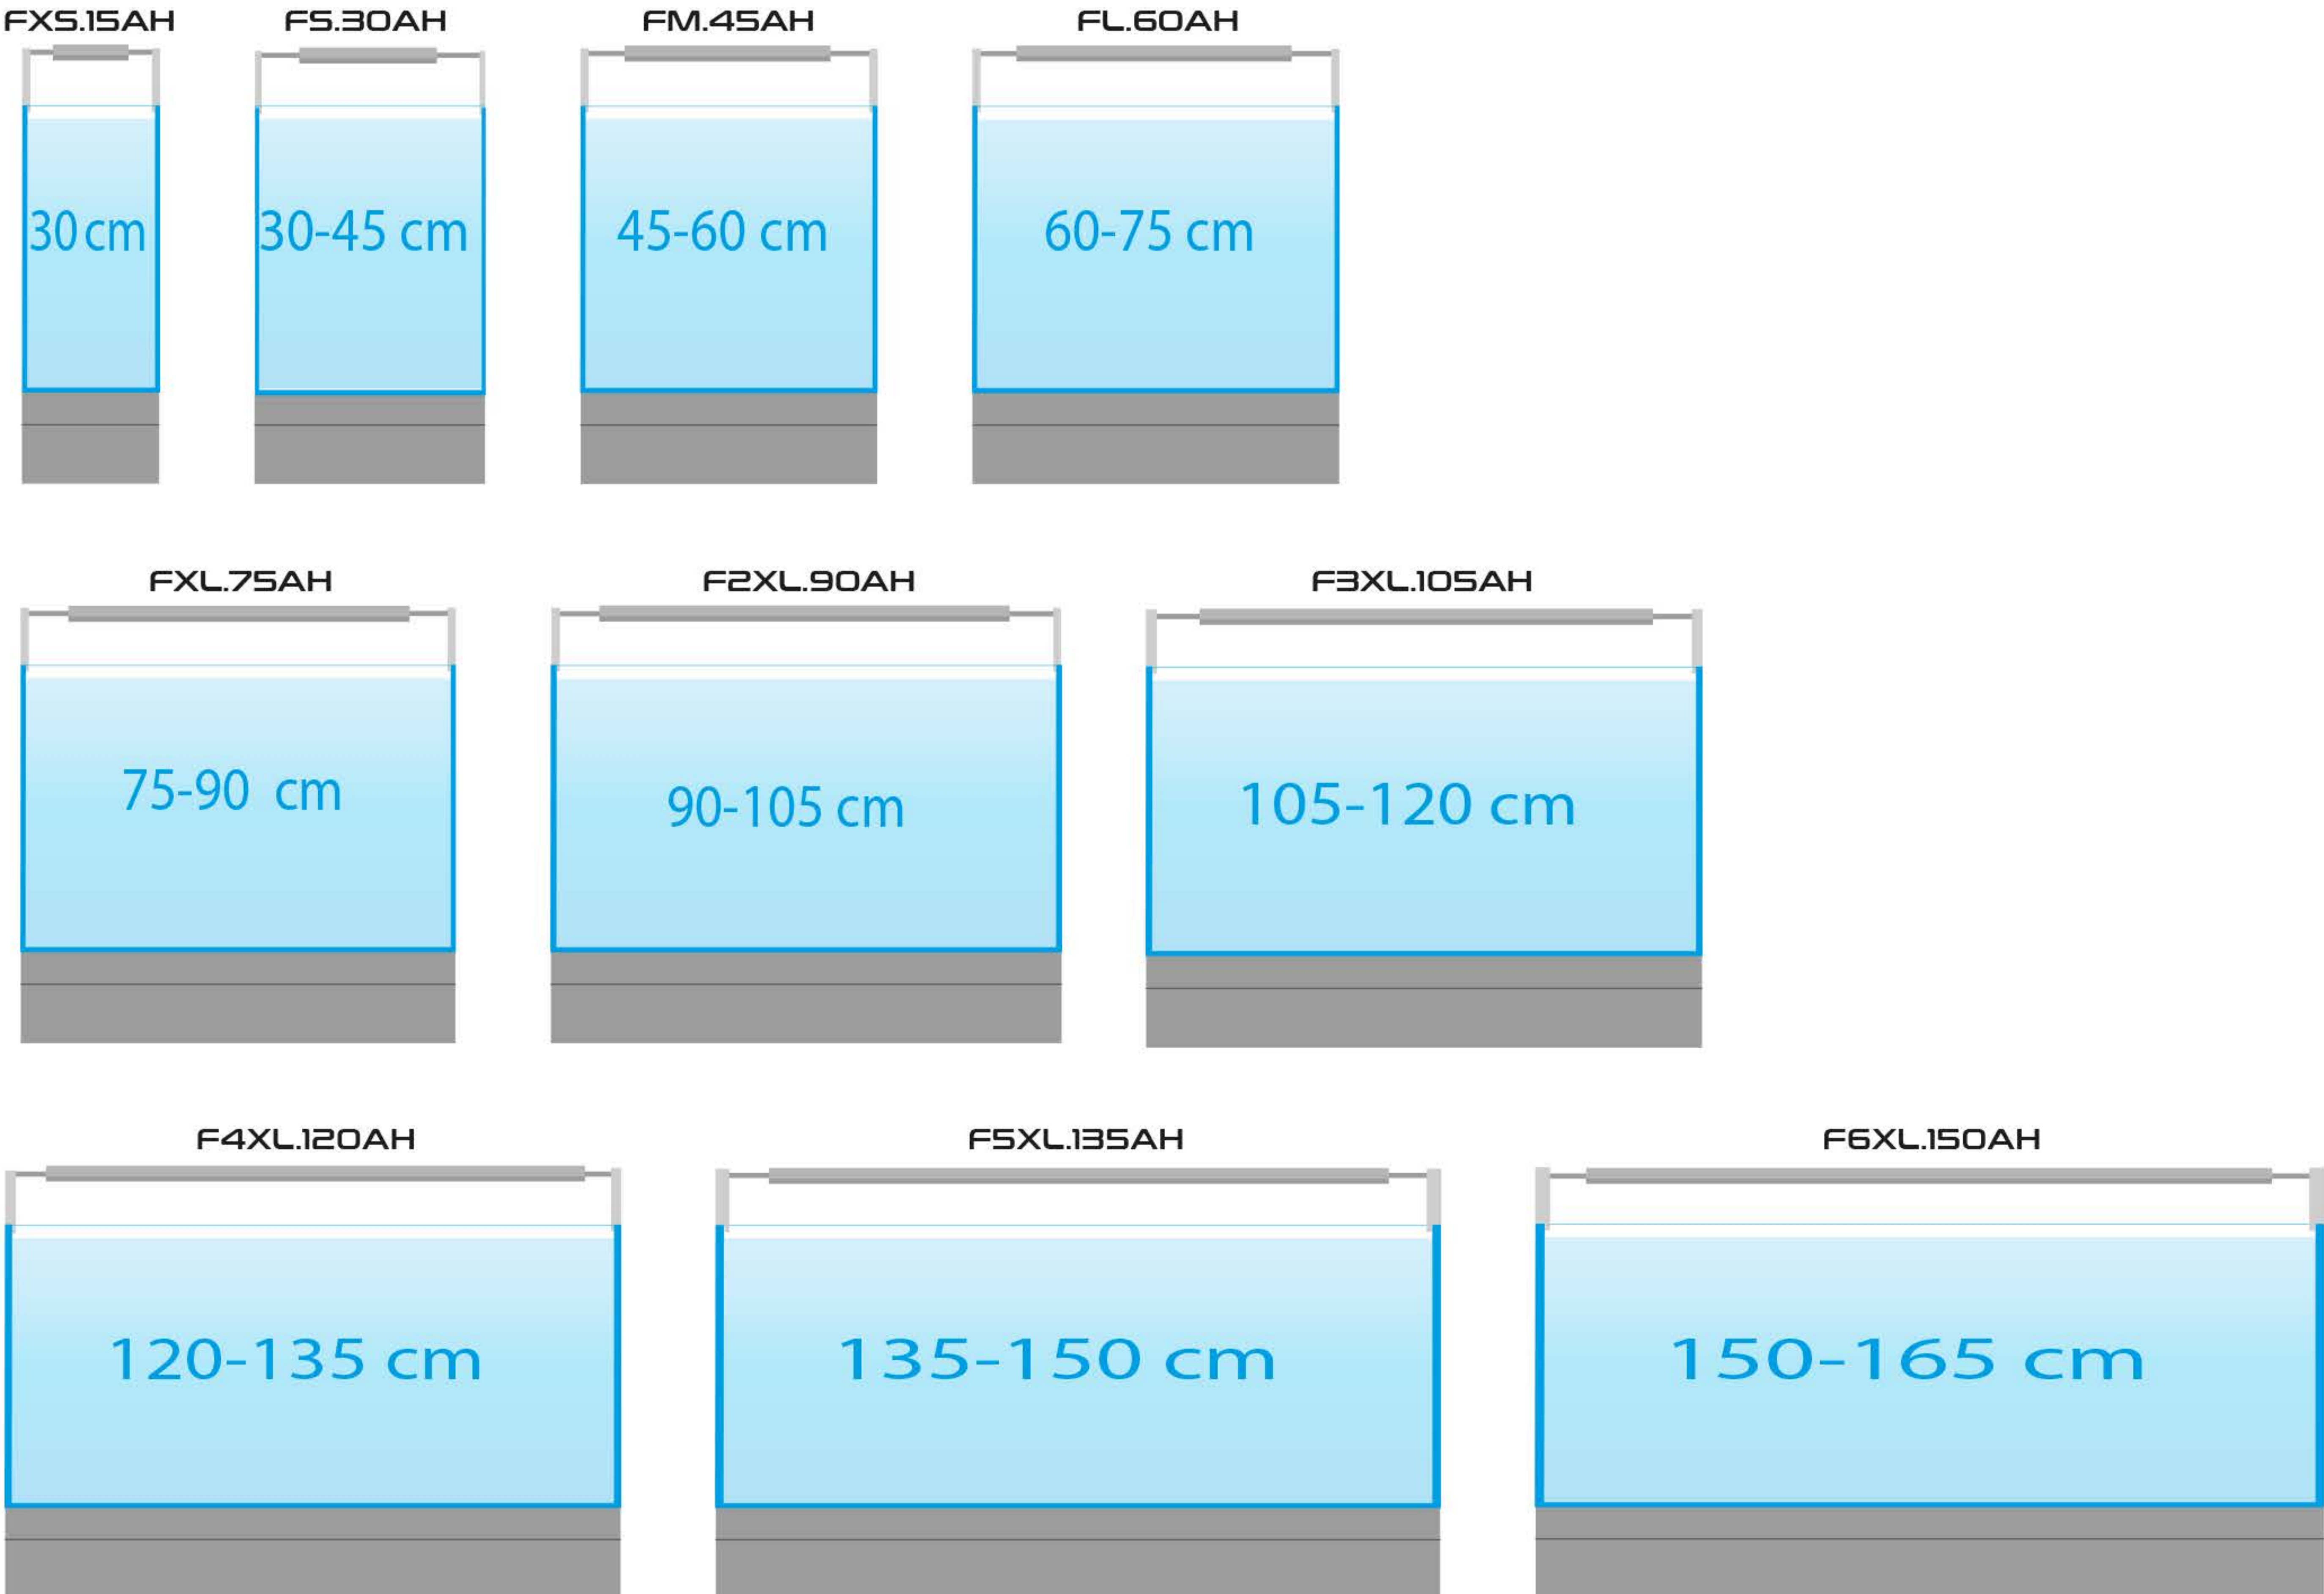 FXS.15AH
FS.30AH
FM.45AH
FL.60AH
30 cm
30-45 cm
45-60 cm
60-75 cm
FXL.75AH
F2XL.90AH
F3XL.105AH
75-90 cm
90-105 cm
105-120 cm
F4XL.120AH
F5XL.135AH
F6XL.150AH
120-135 cm
135-150 cm
150-165 cm